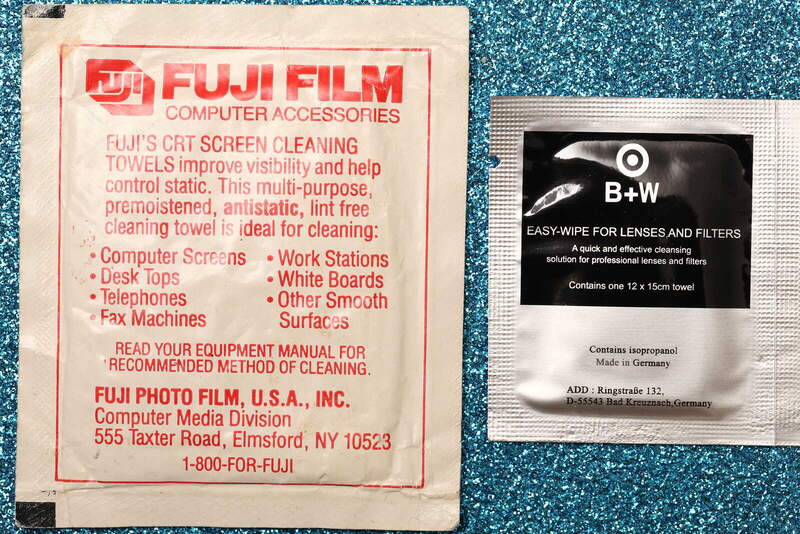 FUJI
FUJI FILM
COMPUTER ACCESSORIES
FUJI'S CRT SCREEN CLEANING
TOWELS improve visibility and help
control static. This multi-purpose,
premoistened, antistatic, lint free
cleaning towel is ideal for cleaning:
• Computer Screens
• Desk Tops
• Telephones
• Fax Machines
• Work Stations
• White Boards
• Other Smooth
Surfaces
READ YOUR EQUIPMENT MANUAL FOR
RECOMMENDED METHOD OF CLEANING.
FUJI PHOTO FILM, U.S.A., INC.
Computer Media Division
555 Taxter Road, Elmsford, NY 10523
1-800-FOR-FUJI
B+W
EASY-WIPE FOR LENSES AND FILTERS
A quick and effective cleansing
solution for professional lenses and filters
Contains one 12 x 15cm towel
Contains isopropanol
Made in Germany
ADD : Ringstraße 132,
D-55543 Bad Kreuznach,Germany